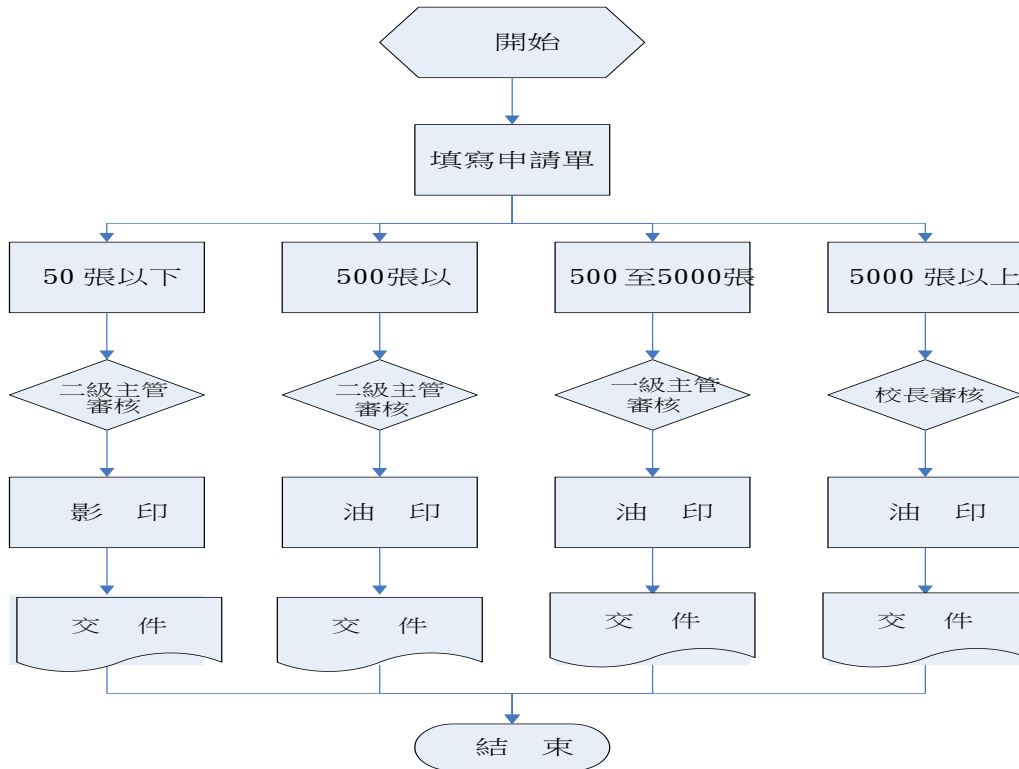 開始
填寫申請單
50 張以下
500張以
500 至5000張
5000 張以上
二級主管
審核
二級主管
審核
一級主管
審核
校長審核
影 印
油 印
油 印
油 印
交 件
交 件
交 件
交 件
結 束